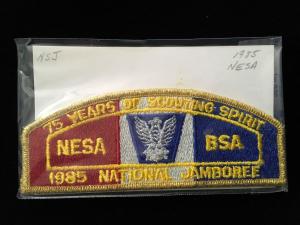 NSJ
1985
NESA
75 YEARS OF SCOUTING SPIRIT
NESA
BSA
1985 NATIONAL JAMBOREE